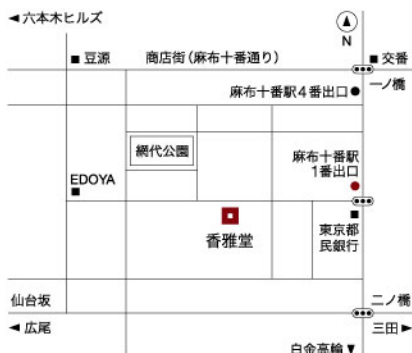 ◄六本木ヒルズ
N
■豆源
商店街(麻布十番通り)
■交番
麻布十番駅4番出口●
一ノ橋
網代公園
麻布十番駅
1番出口
EDOYA
香雅堂
東京都
民銀行
仙台坂
二ノ橋
◄広尾
三田►
白金高輪▼